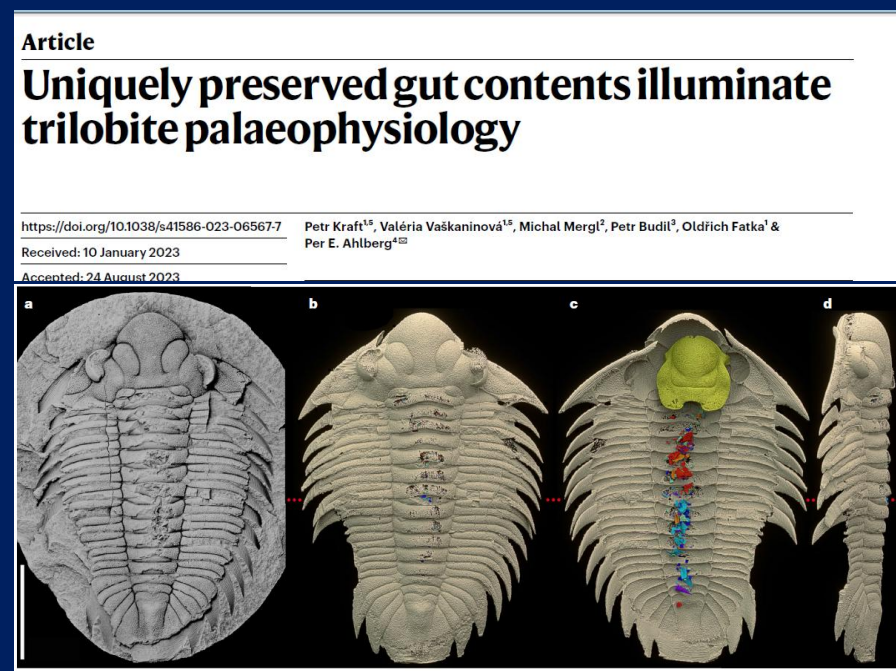 Article
Uniquely preserved gut contents illuminate
trilobite palaeophysiology
https://doi.org/10.1038/s41586-023-06567-7
Received: 10 January 2023
Accepted: 24 August 2023
Petr Kraft1,5, Valéria Vaškaninová1,5, Michal Mergl2, Petr Budil3, Oldřich Fatka1 &
Per E. Ahlberg4✉
a
b
c
d